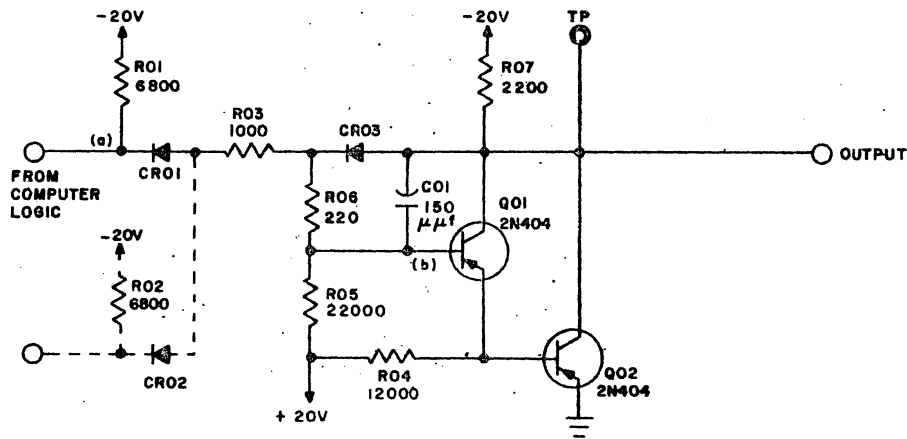 -20V
R01
6800
(a)
CR01
FROM
COMPUTER
LOGIC
R03
1000
CR03
-20V
R07
2200
TP
OUTPUT
R06
220
C01
150
μμf
Q01
2N404
(b)
-20V
R02
6800
CR02
R05
22000
R04
12000
+ 20V
Q02
2N404